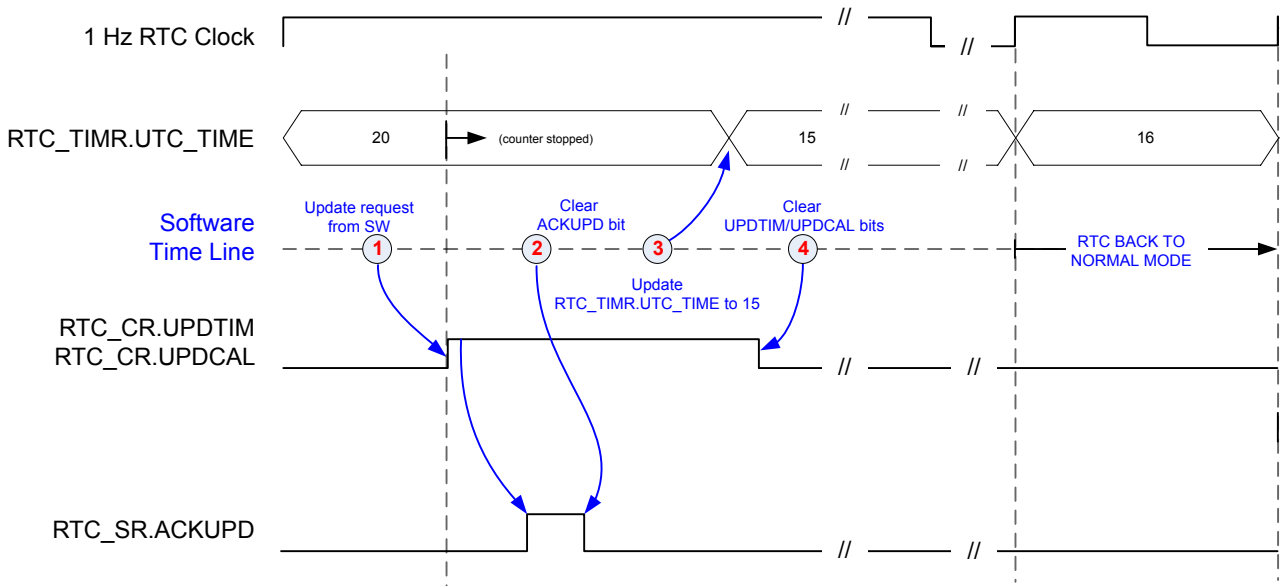 //
1 Hz RTC Clock
//
// //
RTC_TIMR.UTC_TIME
20
(counter stopped)
15
16
// //
Software
Time Line
Update request
from SW
1
Clear
ACKUPD bit
2
3
Update
RTC_TIMR.UTC_TIME to 15
Clear
UPDTIM/UPDCAL bits
4
RTC BACK TO
NORMAL MODE
RTC_CR.UPDTIM
RTC_CR.UPDCAL
// //
RTC_SR.ACKUPD
// //